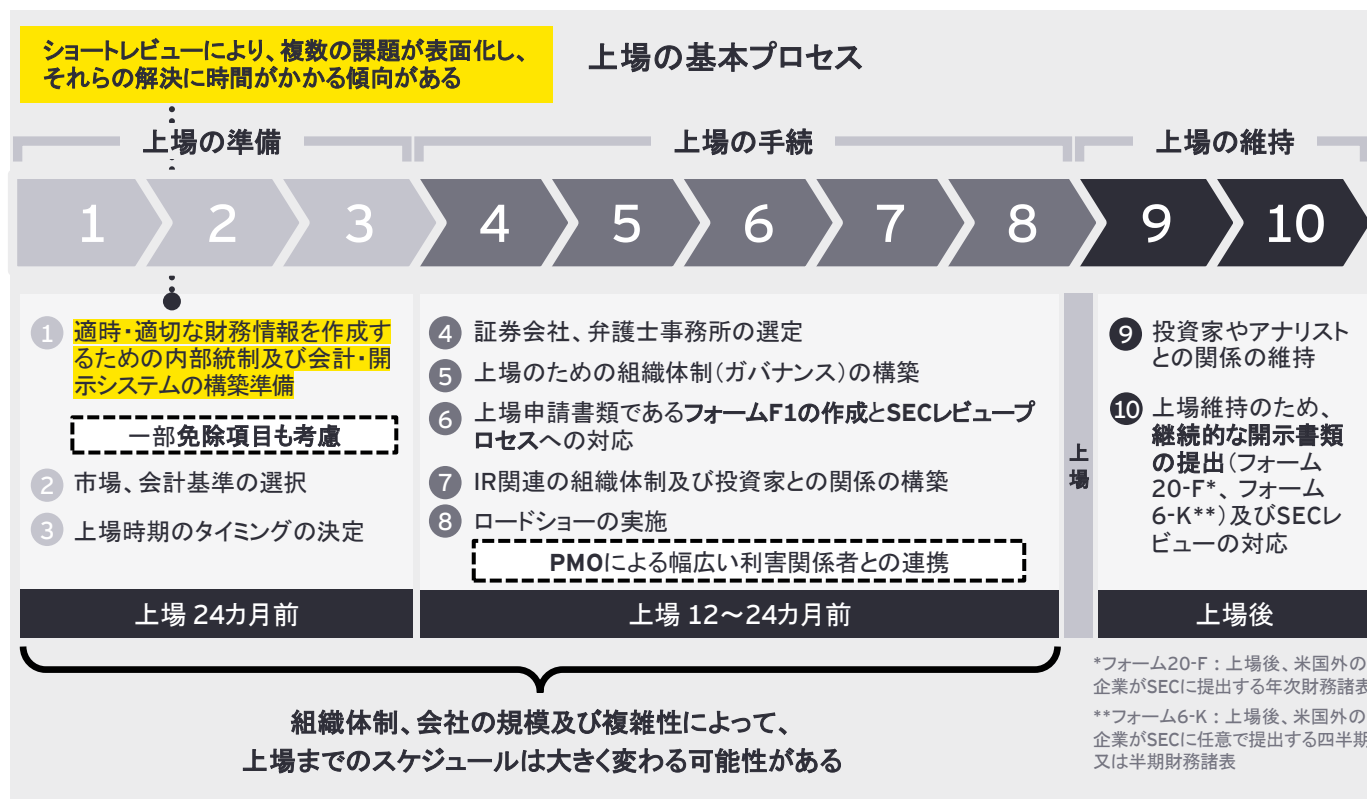 ショートレビューにより、複数の課題が表面化し、
それらの解決に時間がかかる傾向がある
上場の基本プロセス
上場の準備
上場の手続
上場の維持
1
2
3
4
5
6
7
8
9
10
1 適時・適切な財務情報を作成す
るための内部統制及び会計・開
示システムの構築準備
一部免除項目も考慮
2 市場、会計基準の選択
3 上場時期のタイミングの決定
上場 24カ月前
4 証券会社、弁護士事務所の選定
5 上場のための組織体制(ガバナンス)の構築
6 上場申請書類であるフォームF1の作成とSECレビュープ
ロセスへの対応
7 IR関連の組織体制及び投資家との関係の構築
8 ロードショーの実施
PMOによる幅広い利害関係者との連携
上場 12～24カ月前
上場
9 投資家やアナリスト
との関係の維持
10 上場維持のため、
継続的な開示書類
の提出(フォーム
20-F*、フォーム
6-K**)及びSECレ
ビューの対応
上場後
組織体制、会社の規模及び複雑性によって、
上場までのスケジュールは大きく変わる可能性がある
*フォーム20-F：上場後、米国外の
企業がSECに提出する年次財務諸表
**フォーム6-K：上場後、米国外の
企業がSECに任意で提出する四半期
又は半期財務諸表